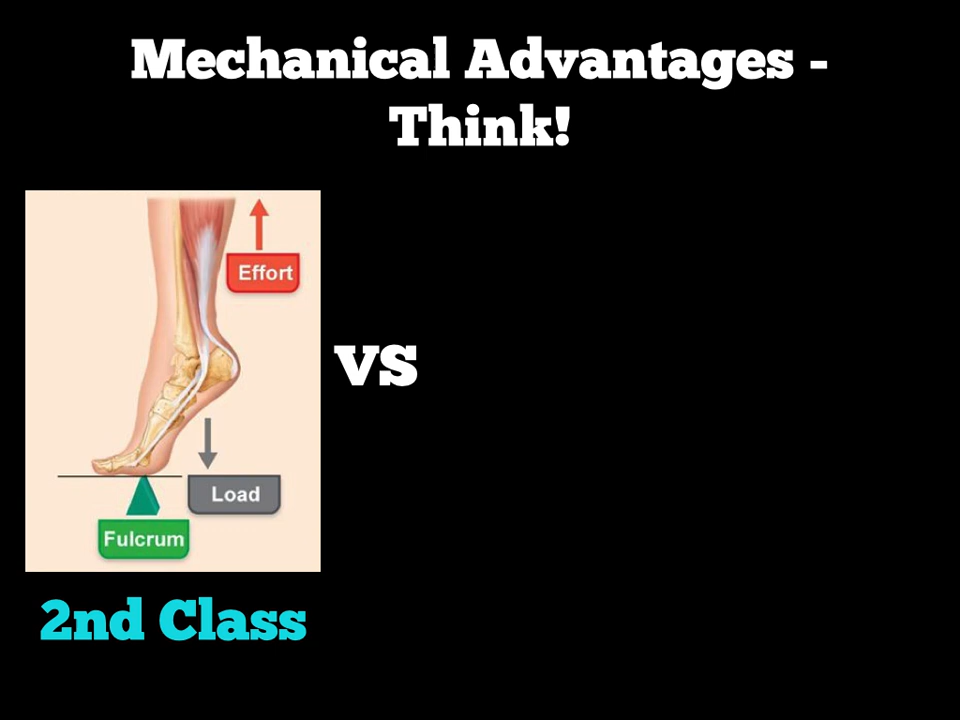 Mechanical Advantages -
Think!
Effort
vs
Load
Fulcrum
2nd Class